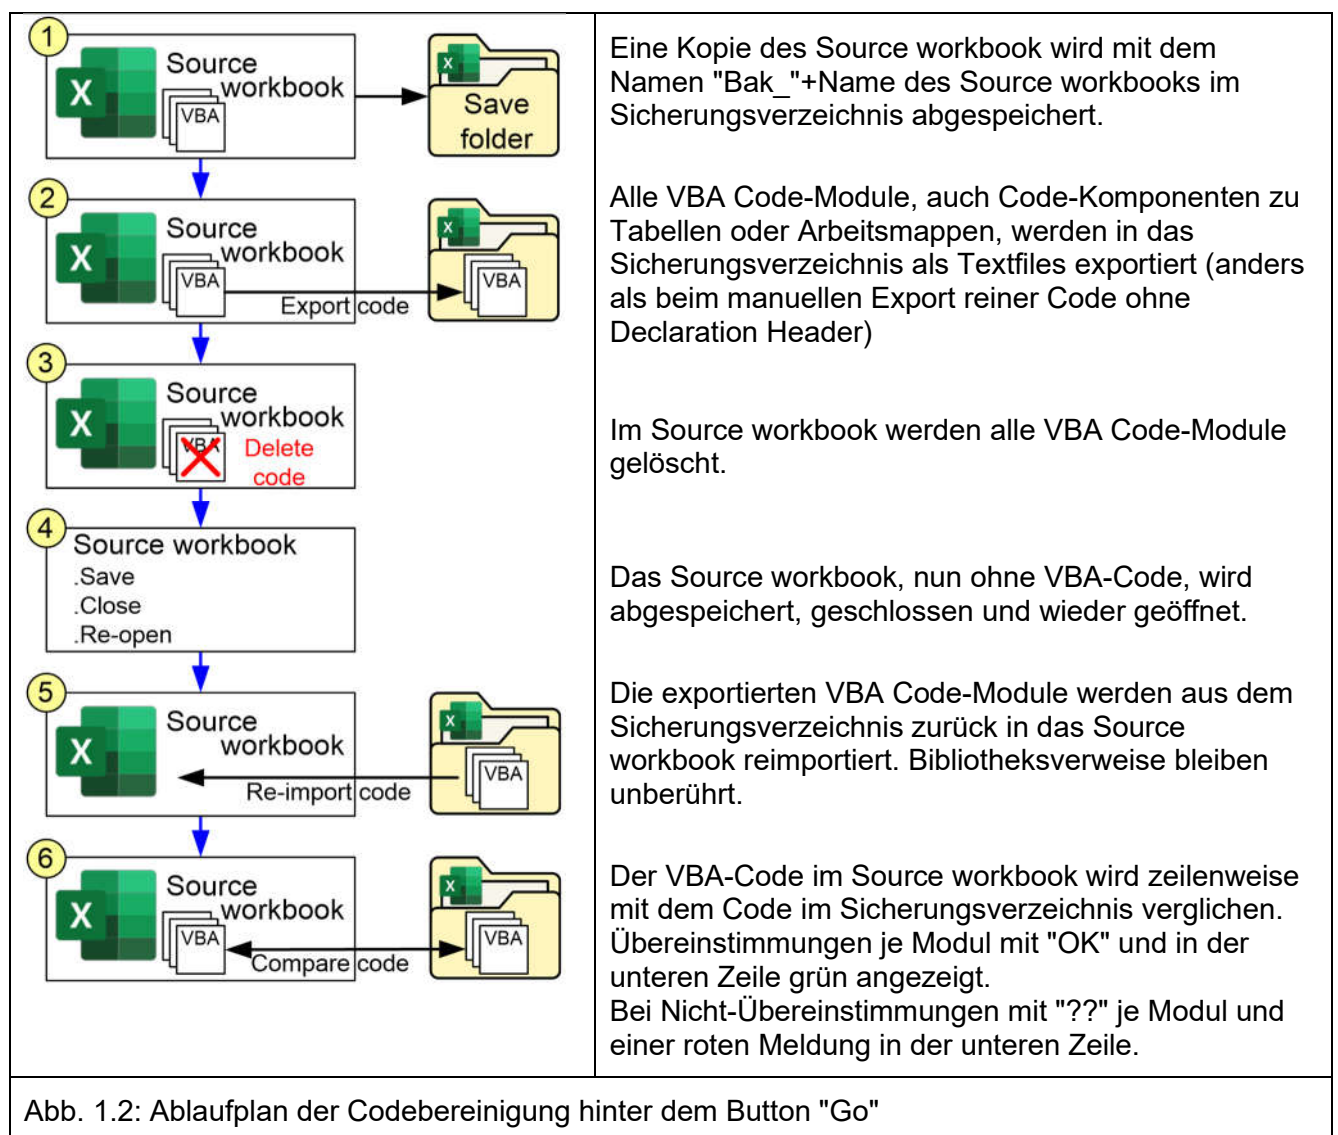 1
Source
workbook
X
VBA
X
Save
folder
Eine Kopie des Source workbook wird mit dem
Namen "Bak_"+Name des Source workbooks im
Sicherungsverzeichnis abgespeichert.
2
Source
workbook
X
VBA
X
VBA
Export code
Alle VBA Code-Module, auch Code-Komponenten zu
Tabellen oder Arbeitsmappen, werden in das
Sicherungsverzeichnis als Textfiles exportiert (anders
als beim manuellen Export reiner Code ohne
Declaration Header)
3
Source
workbook
X
VBA
Delete
code
Im Source workbook werden alle VBA Code-Module
gelöscht.
4
Source workbook
.Save
.Close
.Re-open
Das Source workbook, nun ohne VBA-Code, wird
abgespeichert, geschlossen und wieder geöffnet.
5
Source
workbook
X
X
VBA
Re-import code
Die exportierten VBA Code-Module werden aus dem
Sicherungsverzeichnis zurück in das Source
workbook reimportiert. Bibliotheksverweise bleiben
unberührt.
6
Source
workbook
X
VBA
X
VBA
Compare code
Der VBA-Code im Source workbook wird zeilenweise
mit dem Code im Sicherungsverzeichnis verglichen.
Übereinstimmungen je Modul mit "OK" und in der
unteren Zeile grün angezeigt.
Bei Nicht-Übereinstimmungen mit "??" je Modul und
einer roten Meldung in der unteren Zeile.
Abb. 1.2: Ablaufplan der Codebereinigung hinter dem Button "Go"